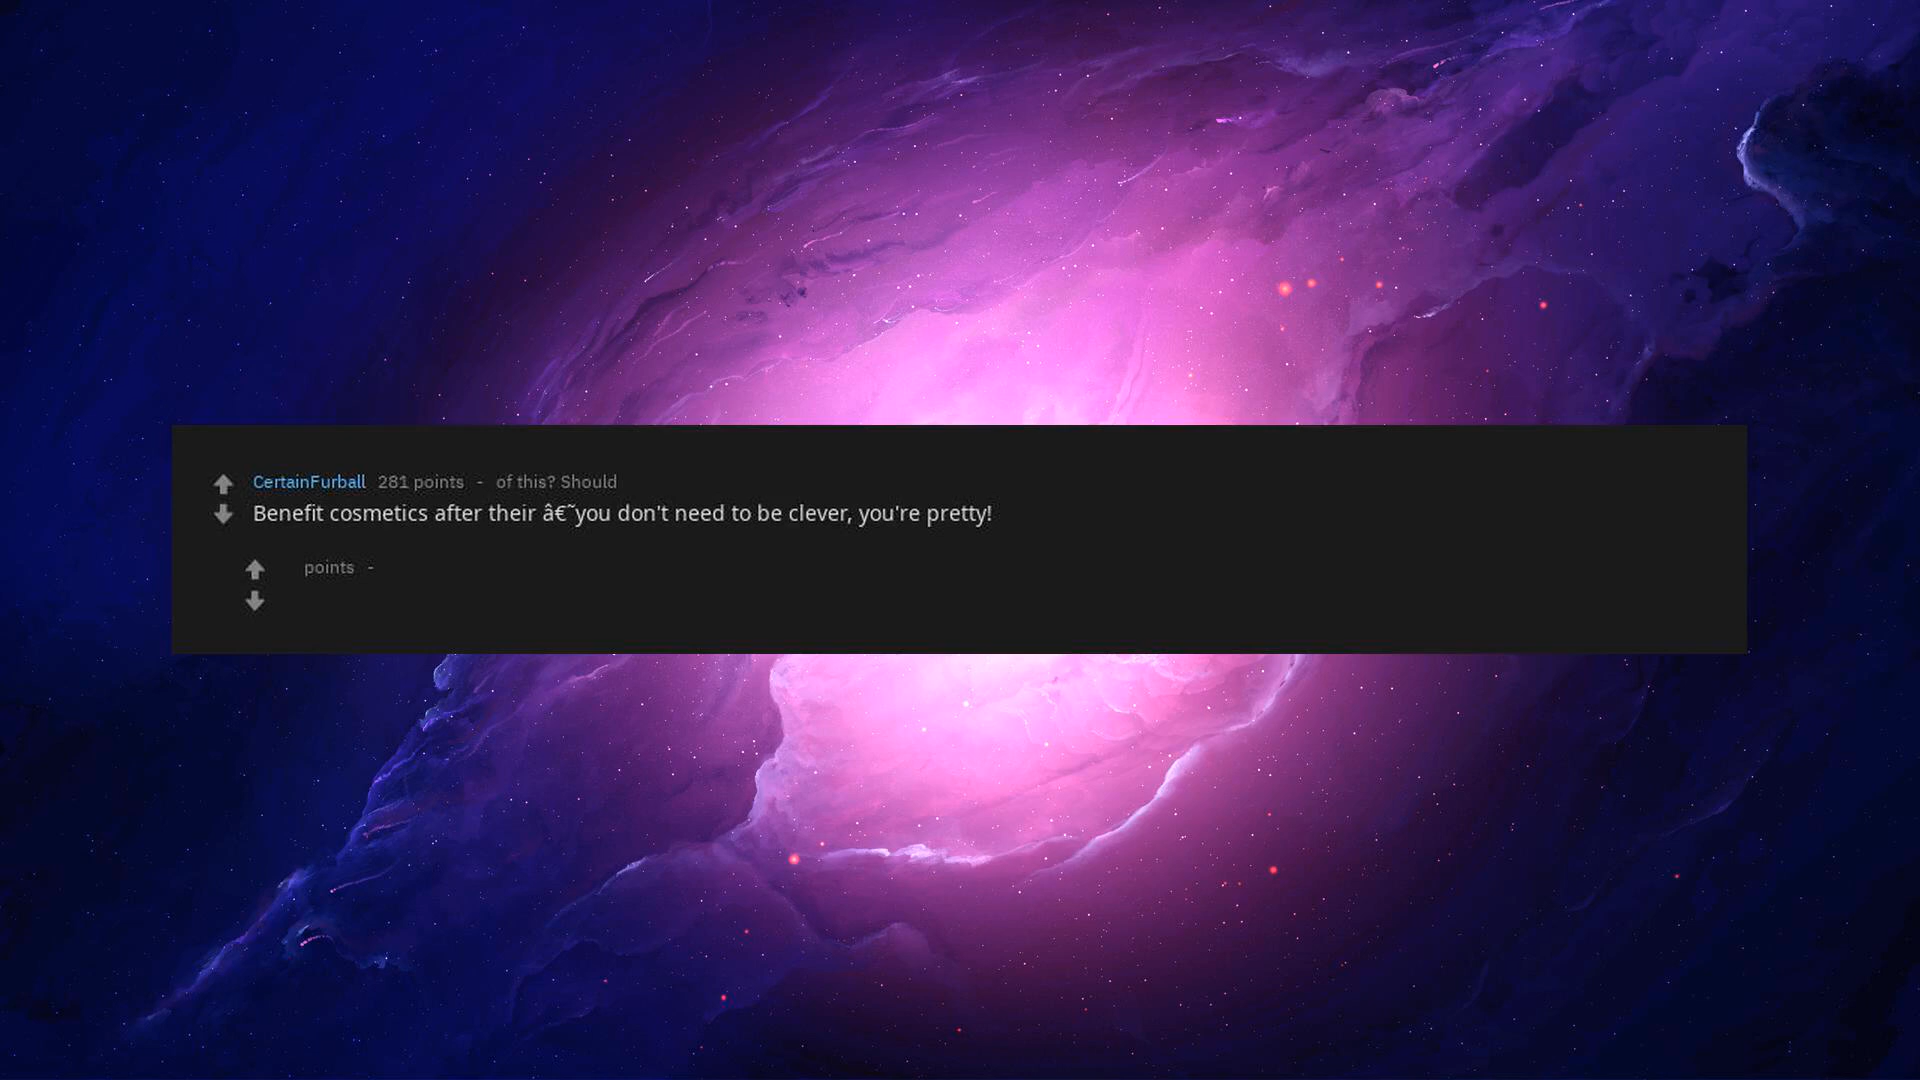 CertainFurball 281 points - of this? Should
Benefit cosmetics after their â€˜you don't need to be clever, you're pretty!
points -